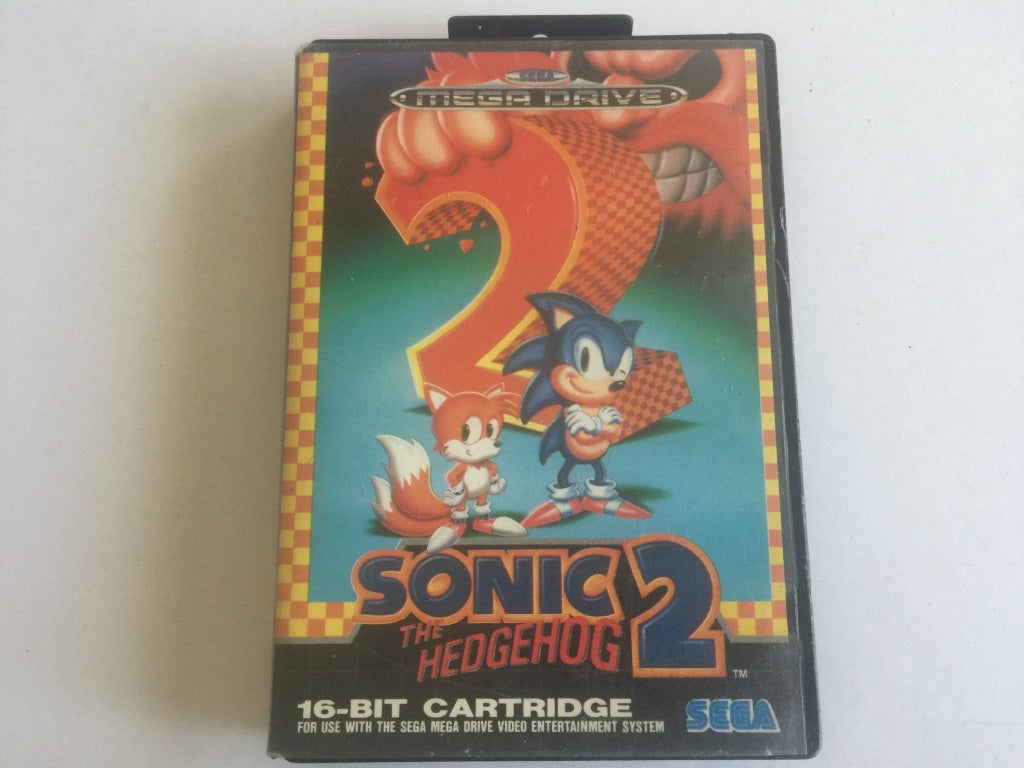 SEGA
MEGA DRIVE
2
SONIC
THE
HEDGEHOG
2
TM
16-BIT CARTRIDGE
FOR USE WITH THE SEGA MEGA DRIVE VIDEO ENTERTAINMENT SYSTEM
SEGA